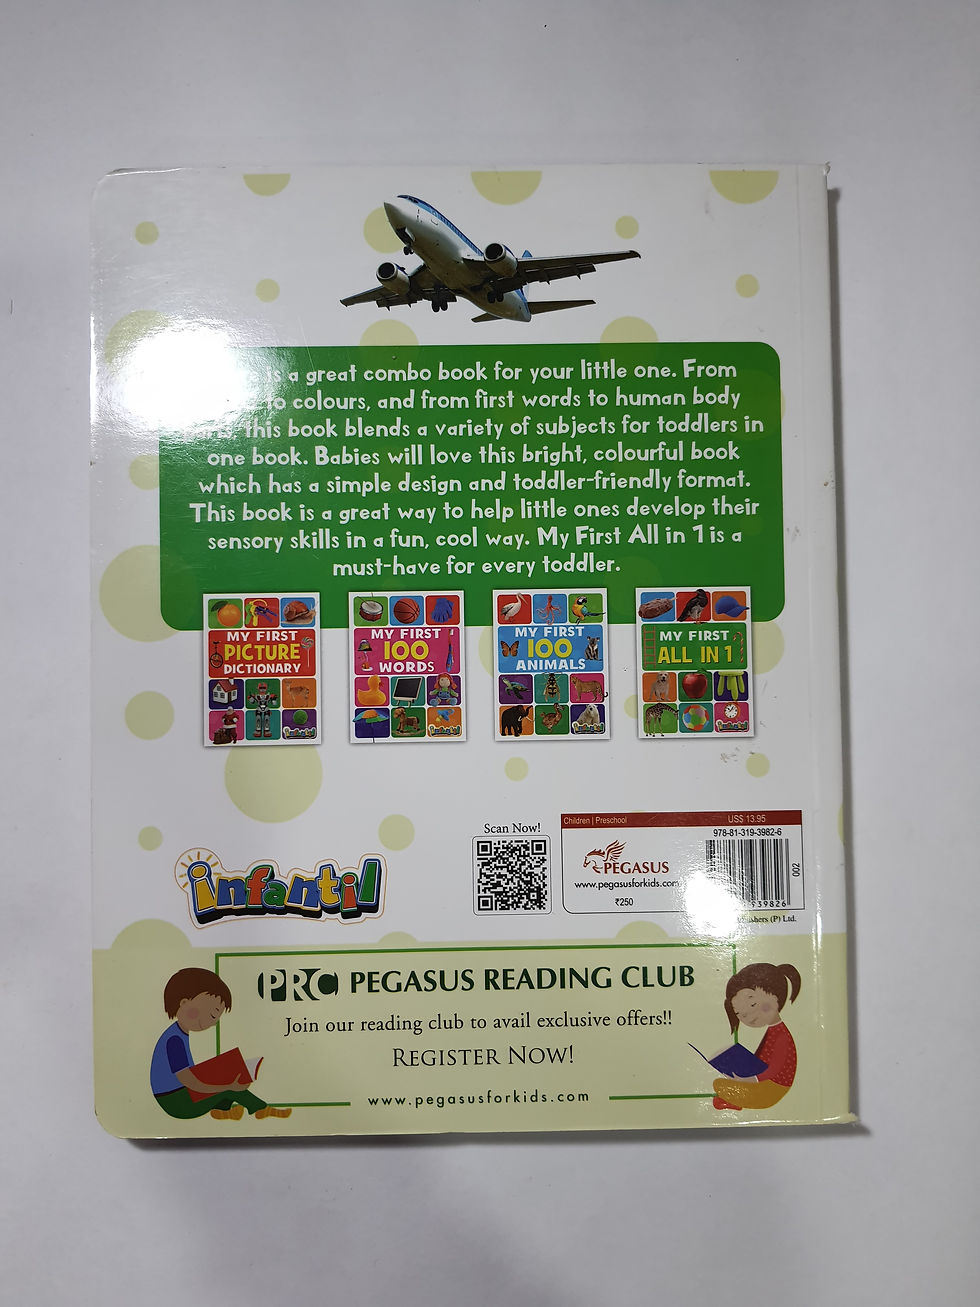 is a great combo book for your little one. From
to colours, and from first words to human body
this book blends a variety of subjects for toddlers in
one book. Babies will love this bright, colourful book
which has a simple design and toddler-friendly format.
This book is a great way to help little ones develop their
sensory skills in a fun, cool way. My First All in 1 is a
must-have for every toddler.
MY FIRST
PICTURE
DICTIONARY
MY FIRST
100
WORDS
MY FIRST
100
ANIMALS
MY FIRST
ALL IN 1
infantil
Scan Now!
Children | Preschool US$ 13.95
978-81-319-3982-6
PEGASUS
www.pegasusforkids.com
₹250
939826
002
(P) Ltd.
PRC PEGASUS READING CLUB
Join our reading club to avail exclusive offers!!
REGISTER NOW!
www.pegasusforkids.com